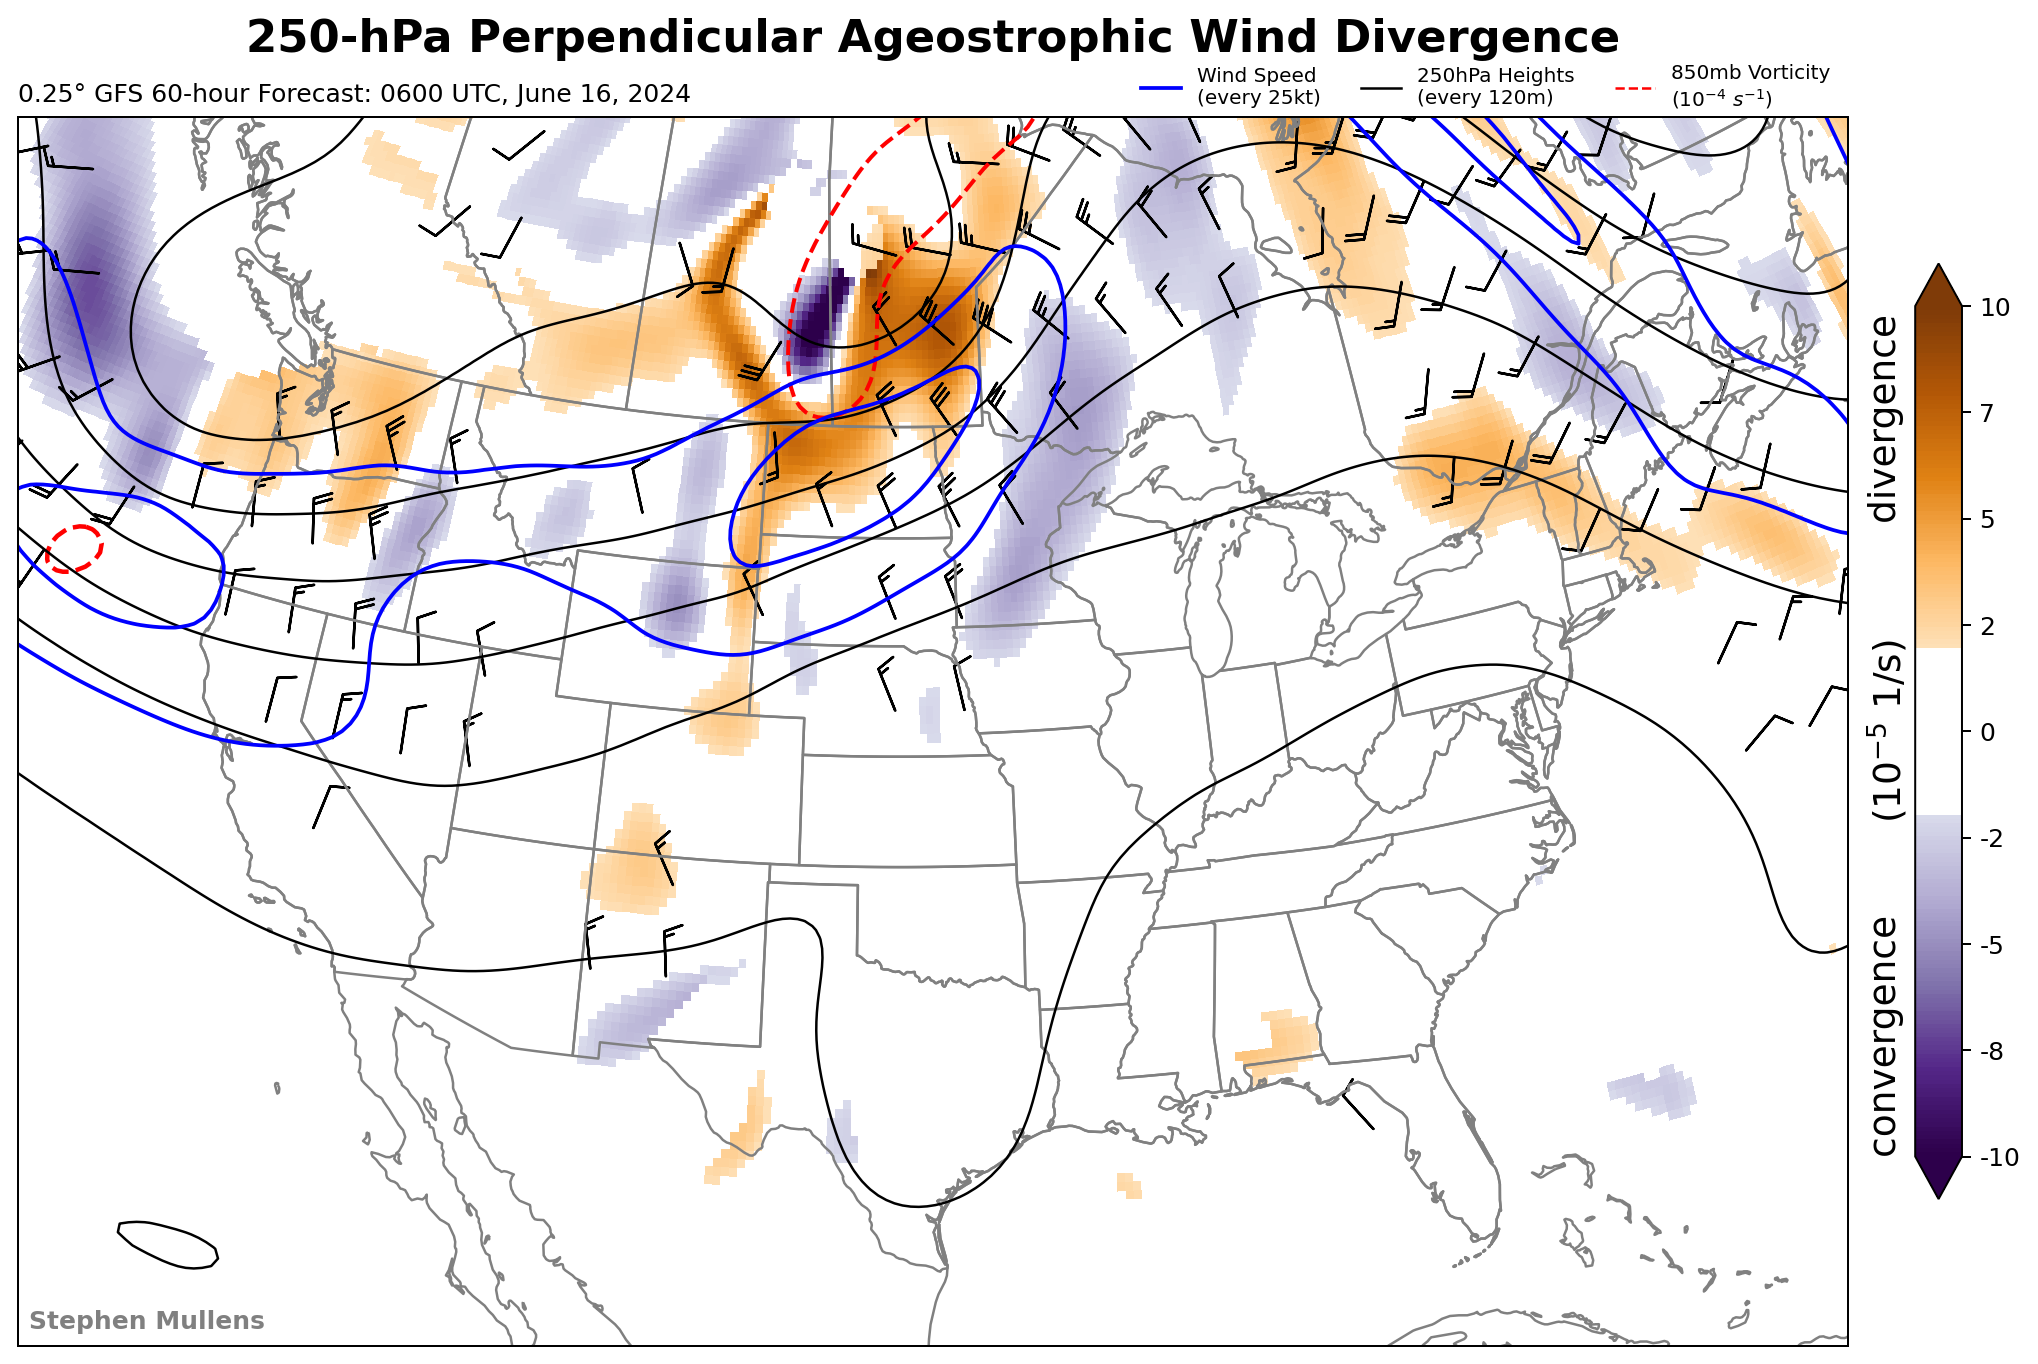 250-hPa Perpendicular Ageostrophic Wind Divergence
0.25° GFS 60-hour Forecast: 0600 UTC, June 16, 2024
Wind Speed
(every 25kt)
250hPa Heights
(every 120m)
850mb Vorticity
(10⁻⁴ s⁻¹)
10
7
5
2
0
-2
-5
-8
-10
convergence (10⁻⁵ 1/s) divergence
Stephen Mullens